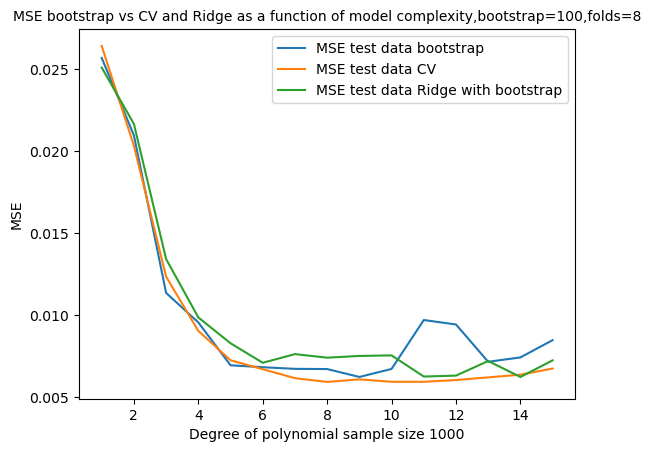 MSE bootstrap vs CV and Ridge as a function of model complexity,bootstrap=100,folds=8
MSE test data bootstrap
MSE test data CV
MSE test data Ridge with bootstrap
0.025
0.020
0.015
0.010
0.005
MSE
2 4 6 8 10 12 14
Degree of polynomial sample size 1000